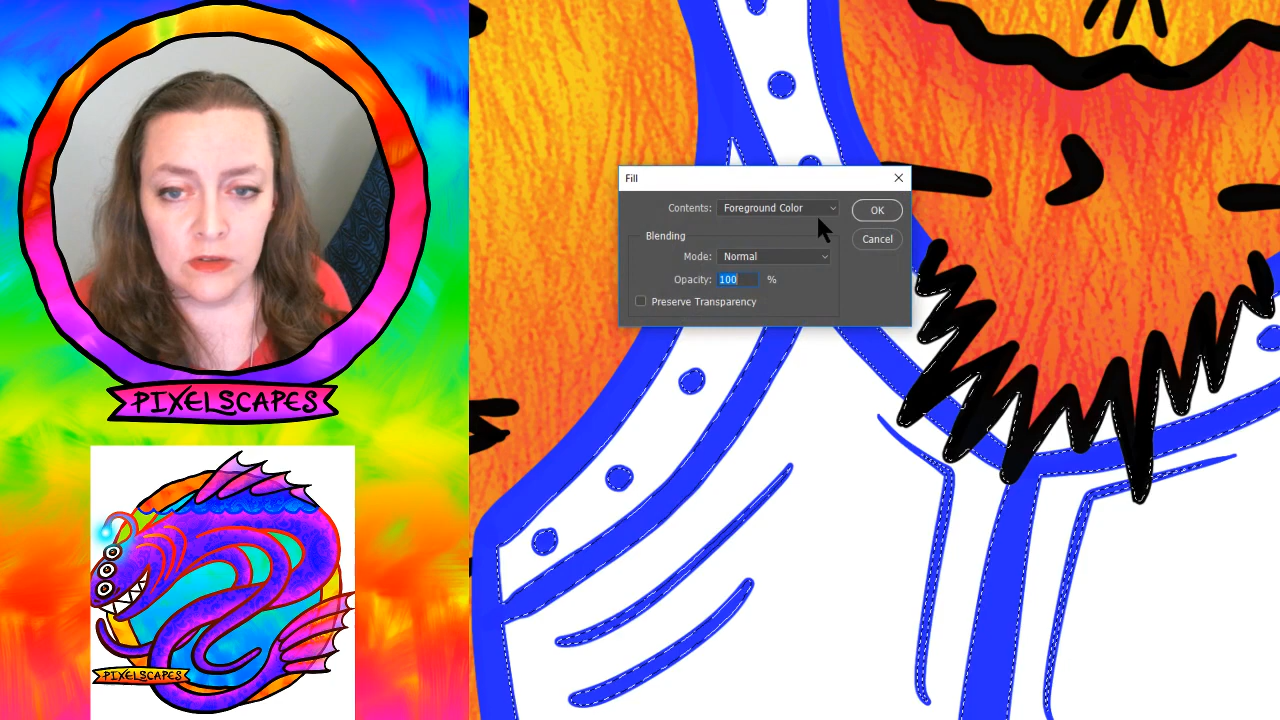 PIXELSCAPES
PIXELSCAPES
Fill
Contents: Foreground Color
OK
Blending
Cancel
Mode: Normal
Opacity: 100 %
Preserve Transparency